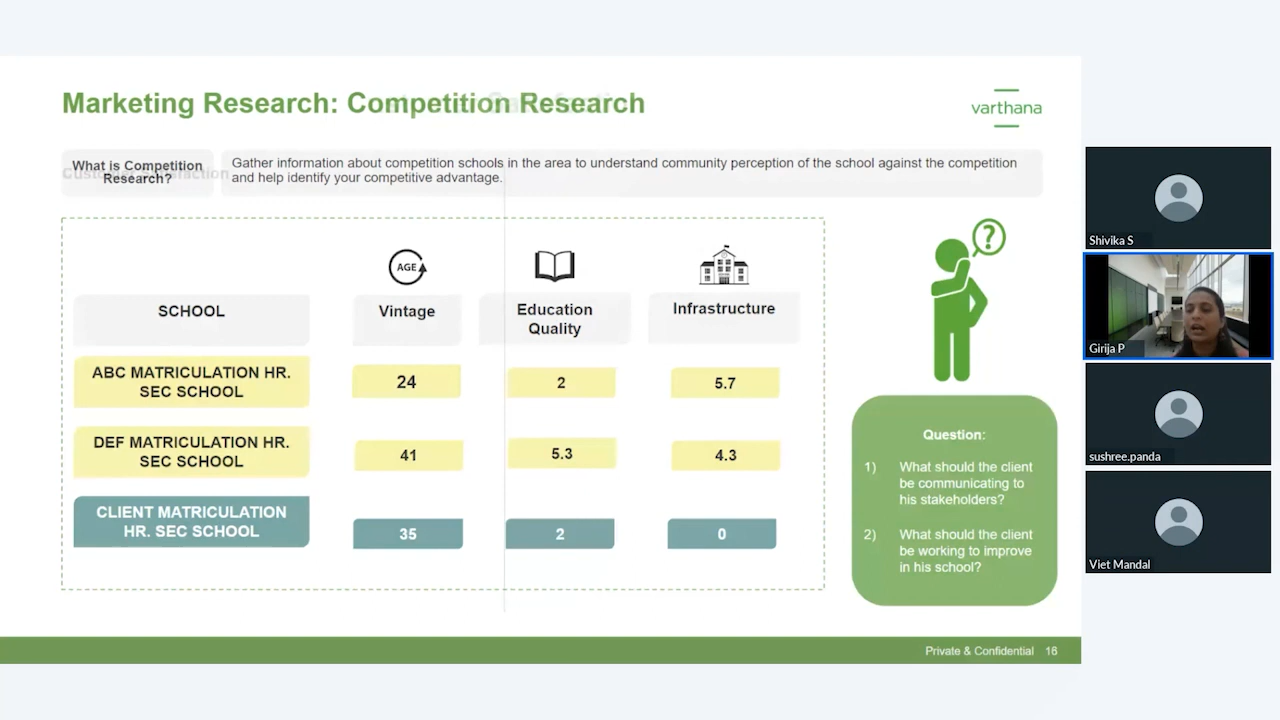 Marketing Research: Competition Research
varthana
What is Competition
Research?
Gather information about competition schools in the area to understand community perception of the school against the competition
and help identify your competitive advantage.
Customer Satisfaction
AGE
?
SCHOOL
Vintage
Education
Quality
Infrastructure
ABC MATRICULATION HR.
SEC SCHOOL
24
2
5.7
DEF MATRICULATION HR.
SEC SCHOOL
41
5.3
4.3
CLIENT MATRICULATION
HR. SEC SCHOOL
35
2
0
Question:
1) What should the client
be communicating to
his stakeholders?
2) What should the client
be working to improve
in his school?
Private & Confidential 16
Shivika S
Girija P
sushree.panda
Viet Mandal